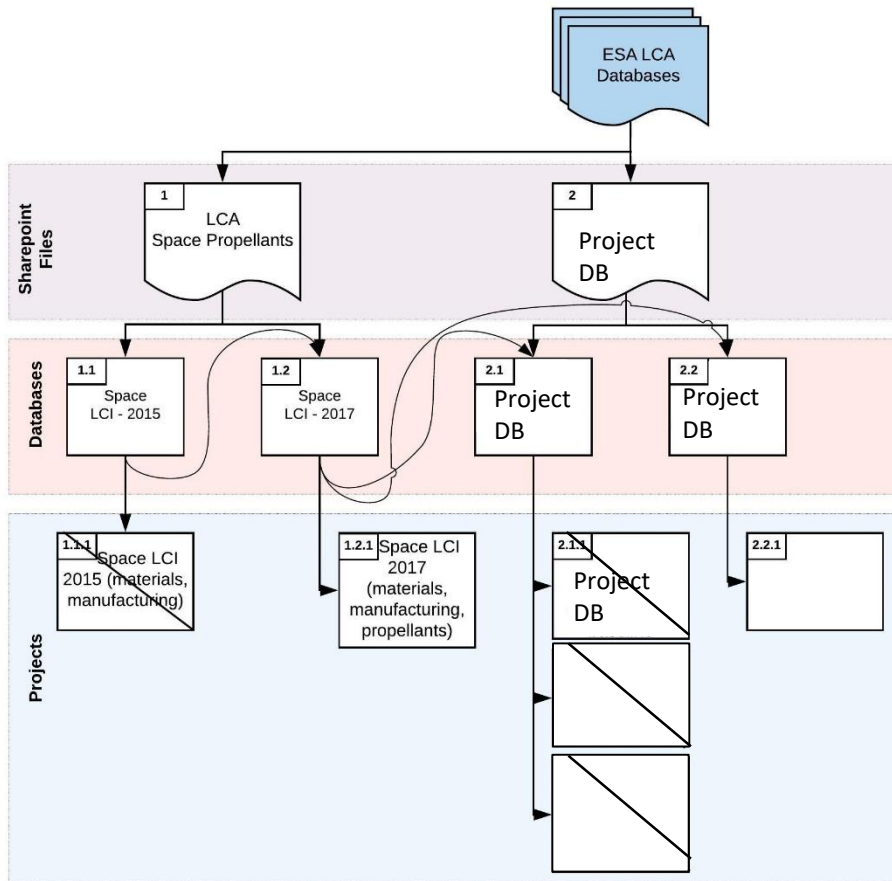 ESA LCA
Databases
Sharepoint
Files
1
LCA
Space Propellants
2
Project
DB
Databases
1.1
Space
LCI - 2015
1.2
Space
LCI - 2017
2.1
Project
DB
2.2
Project
DB
Projects
1.1.1
Space LCI
2015 (materials,
manufacturing)
1.2.1
Space LCI
2017
(materials,
manufacturing,
propellants)
2.1.1
Project
DB
2.2.1